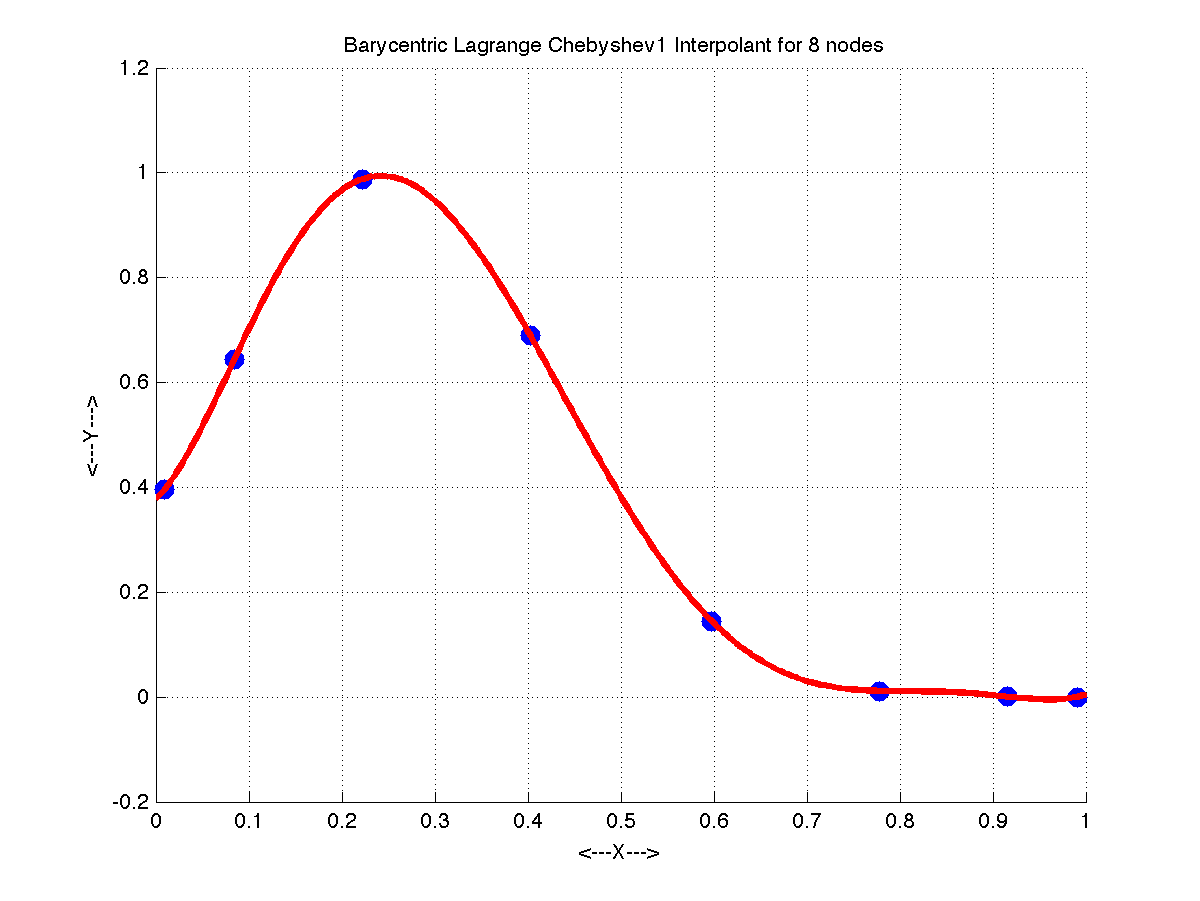 Barycentric Lagrange Chebyshev1 Interpolant for 8 nodes
1.2
1
0.8
0.6
0.4
0.2
0
-0.2
<---Y--->
0 0.1 0.2 0.3 0.4 0.5 0.6 0.7 0.8 0.9 1
<---X--->